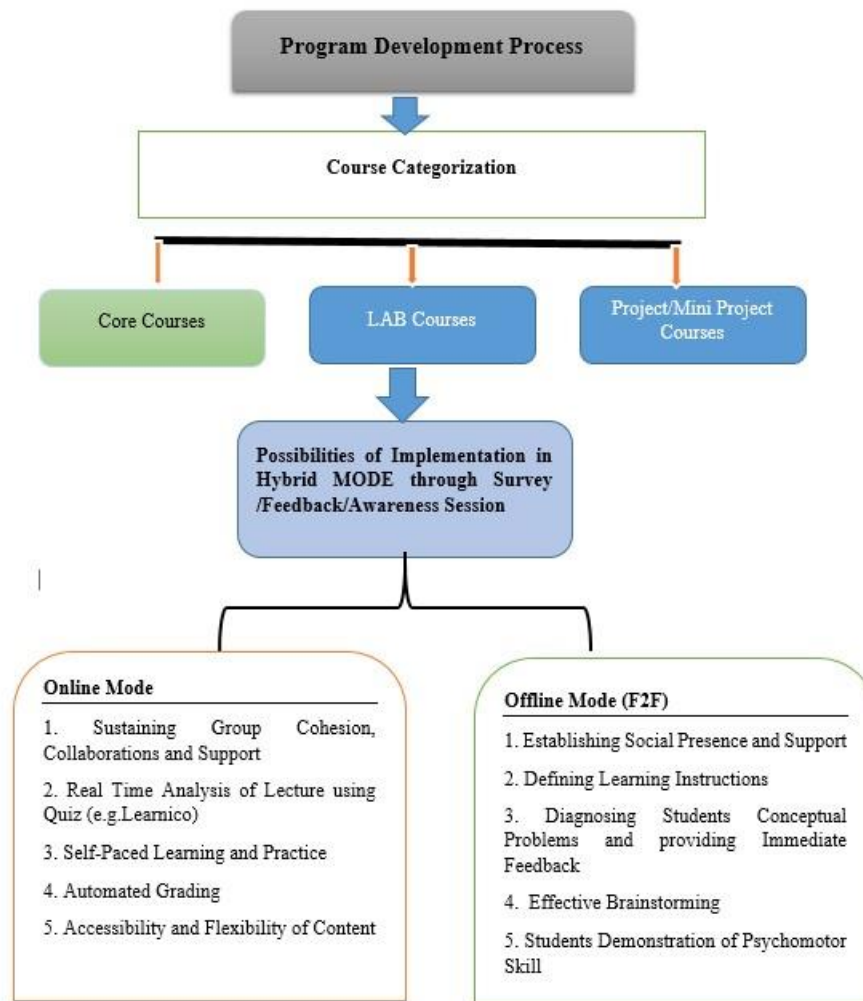 Program Development Process
Course Categorization
Core Courses
LAB Courses
Project/Mini Project
Courses
Possibilities of Implementation in
Hybrid MODE through Survey
/Feedback/Awareness Session
Online Mode
1. Sustaining Group Cohesion,
Collaborations and Support
2. Real Time Analysis of Lecture using
Quiz (e.g.Learnico)
3. Self-Paced Learning and Practice
4. Automated Grading
5. Accessibility and Flexibility of Content
Offline Mode (F2F)
1. Establishing Social Presence and Support
2. Defining Learning Instructions
3. Diagnosing Students Conceptual
Problems and providing Immediate
Feedback
4. Effective Brainstorming
5. Students Demonstration of Psychomotor
Skill